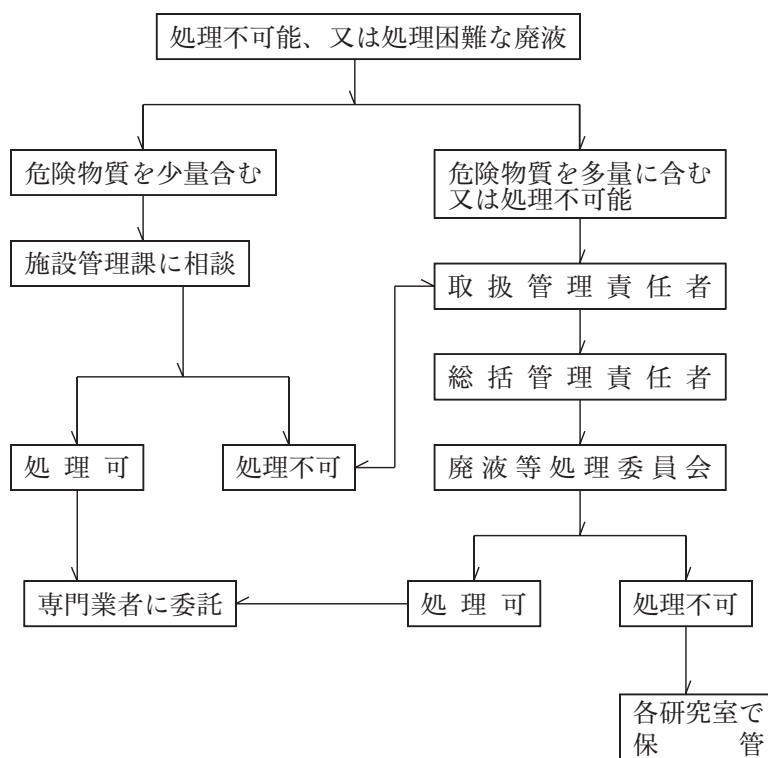 処理不可能、又は処理困難な廃液
危険物質を少量含む
危険物質を多量に含む
又は処理不可能
施設管理課に相談
取扱管理責任者
総括管理責任者
処理可
処理不可
廃液等処理委員会
専門業者に委託
処理可
処理不可
各研究室で
保管